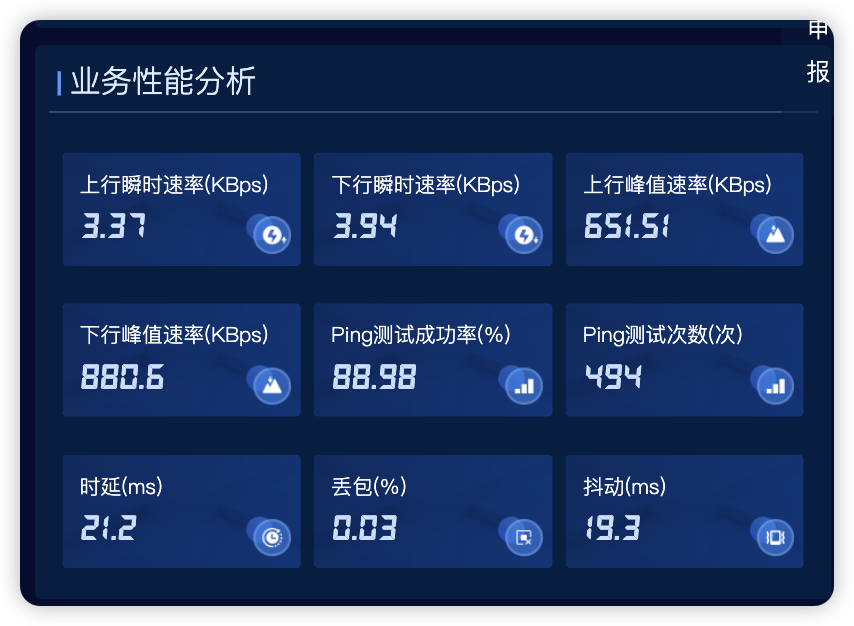 申
报
业务性能分析
上行瞬时速率(KBps)
3.37
下行瞬时速率(KBps)
3.94
上行峰值速率(KBps)
651.51
下行峰值速率(KBps)
880.6
Ping测试成功率(%)
88.98
Ping测试次数(次)
494
时延(ms)
21.2
丢包(%)
0.03
抖动(ms)
19.3